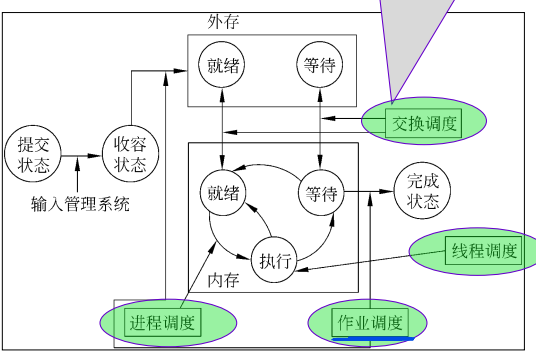 外存
就绪
等待
交换调度
提交
状态
收容
状态
输入管理系统
就绪
等待
完成
状态
执行
内存
线程调度
进程调度
作业调度